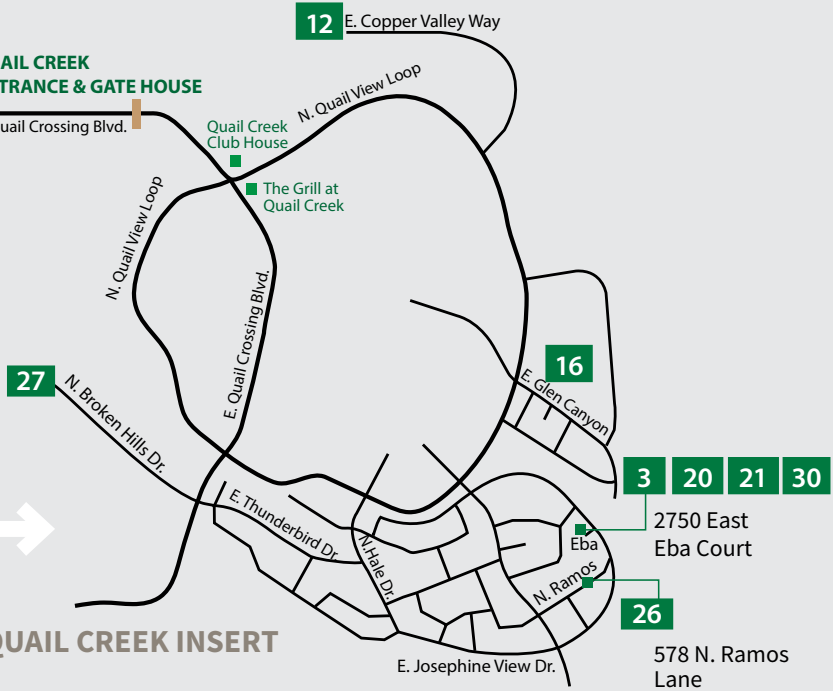 12
E. Copper Valley Way
AIL CREEK
TRANCE & GATE HOUSE
uail Crossing Blvd.
N. Quail View Loop
Quail Creek
Club House
The Grill at
Quail Creek
N. Quail View Loop
E. Quail Crossing Blvd.
16
E. Glen Canyon
27
N. Broken Hills Dr.
3 20 21 30
2750 East
Eba Court
E. Thunderbird Dr.
Eba
N.Hale Dr.
N. Ramos
26
QUAIL CREEK INSERT
578 N. Ramos
Lane
E. Josephine View Dr.